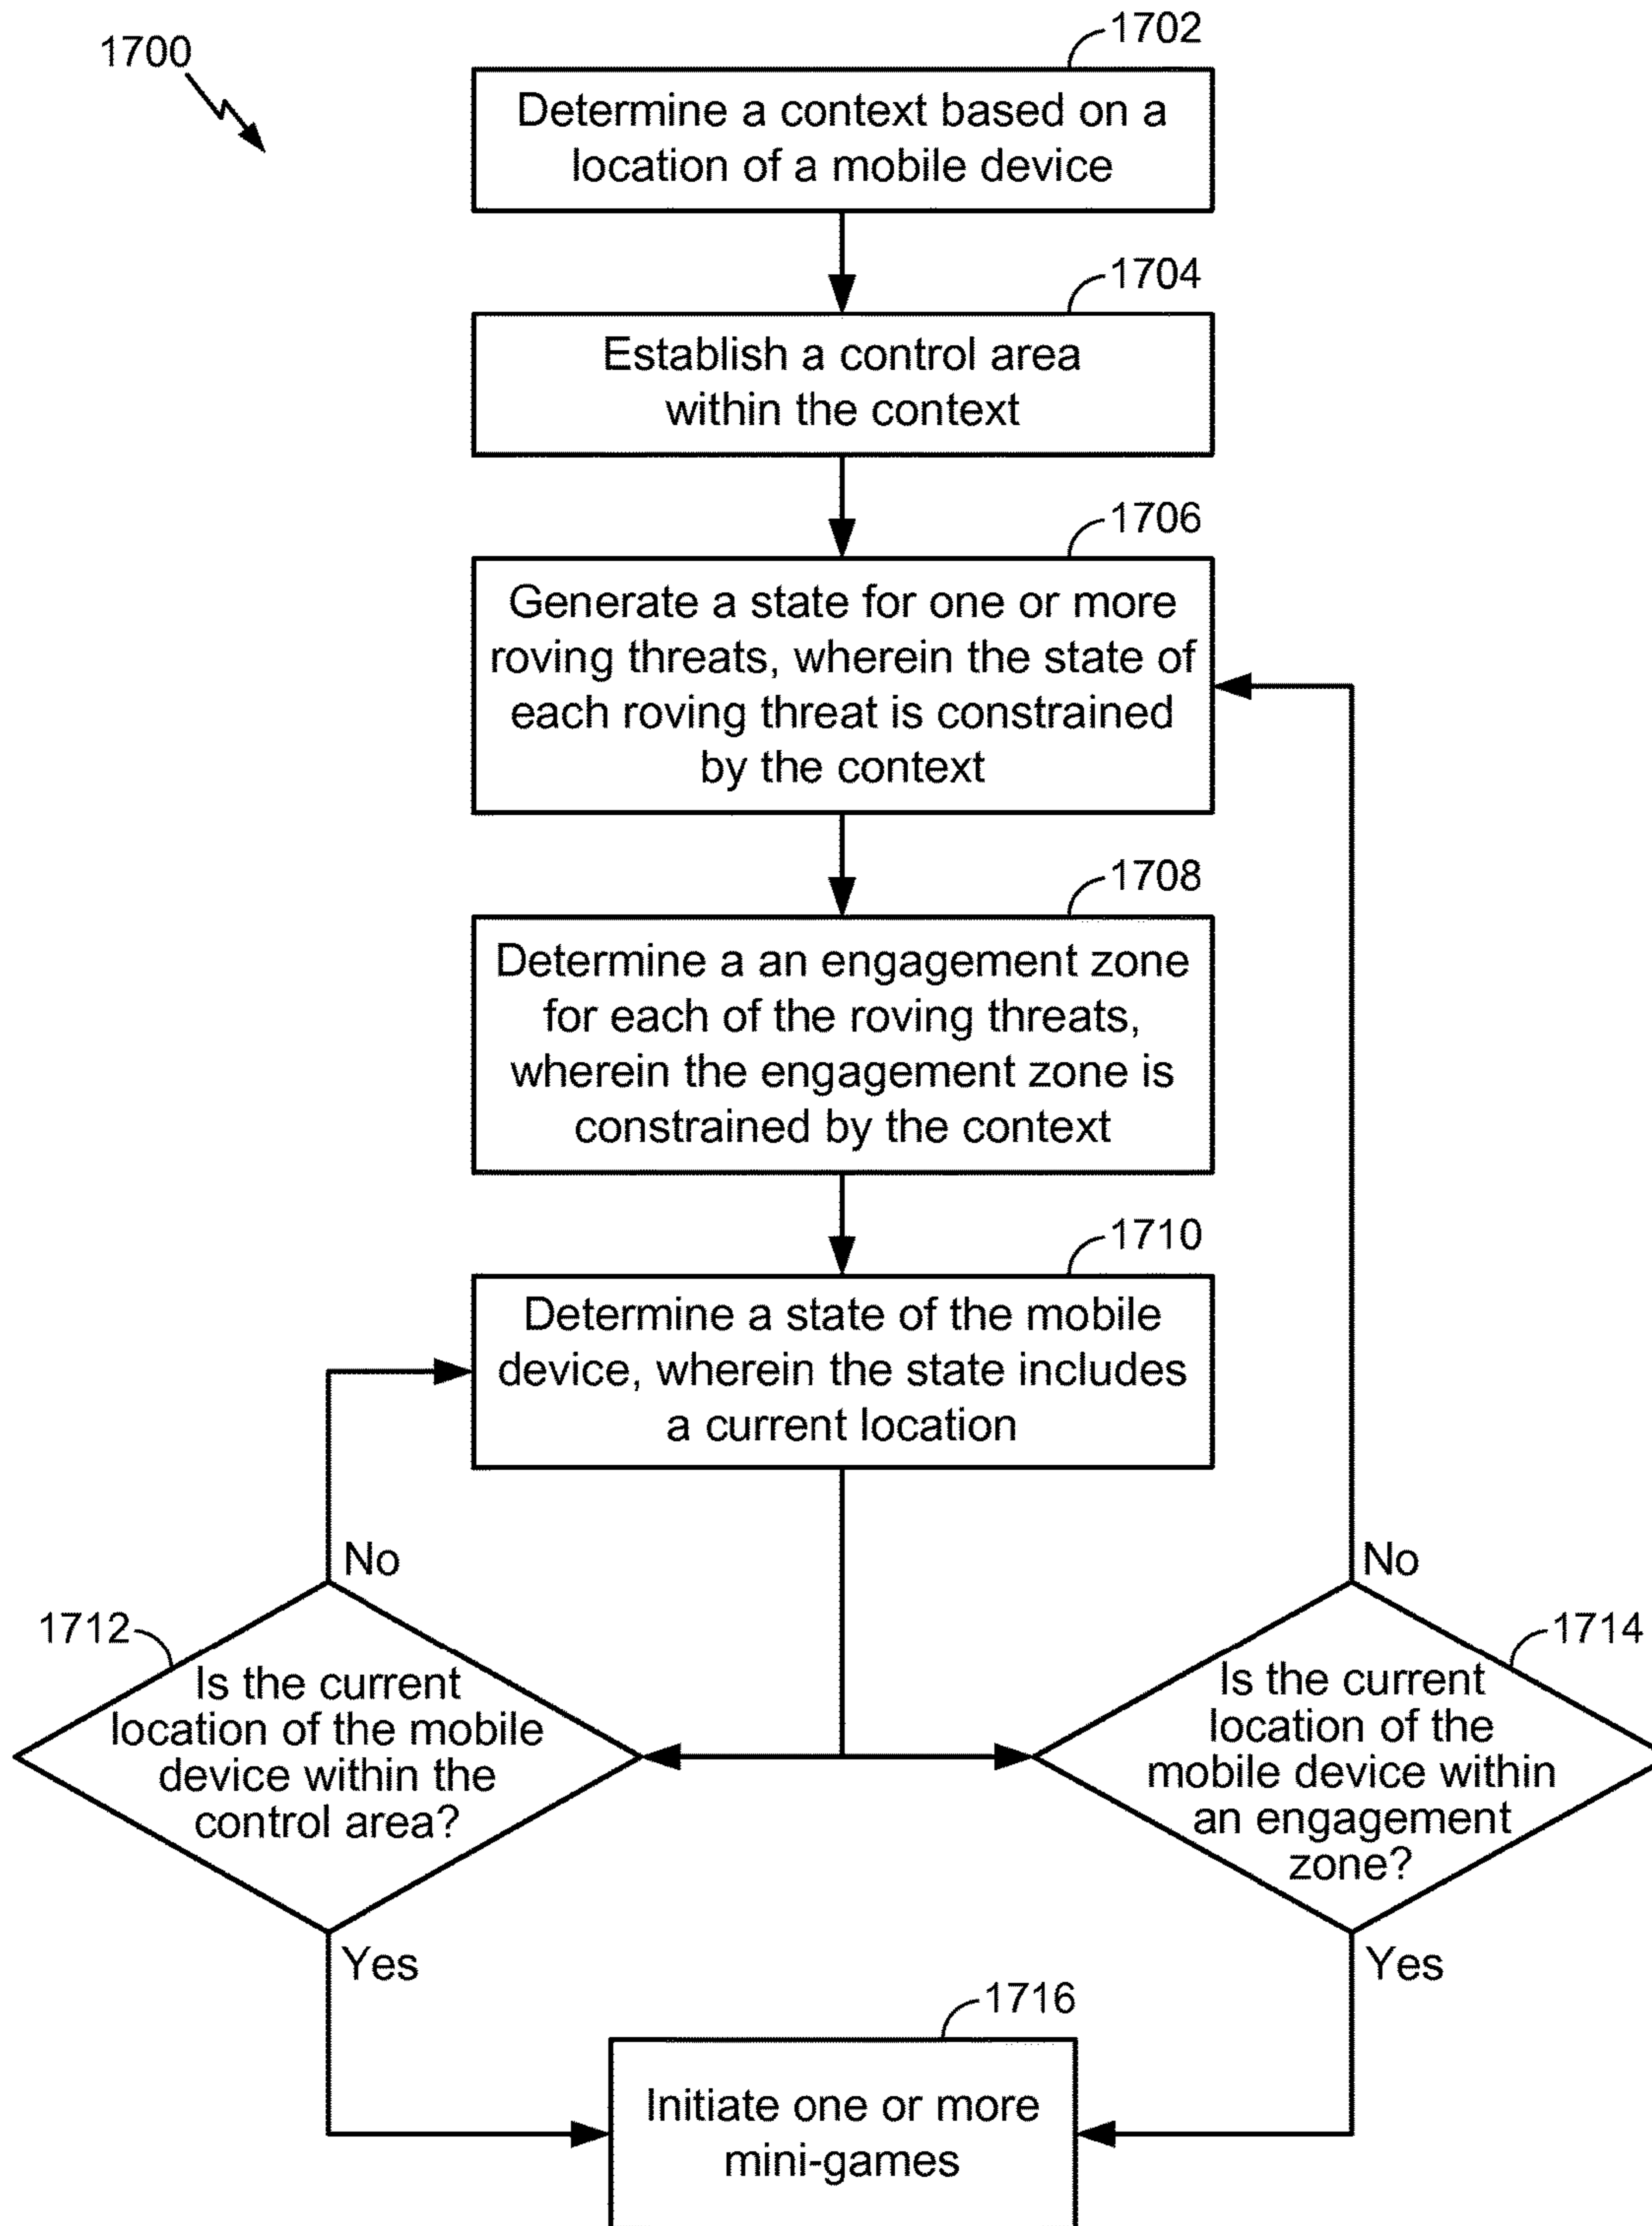 1700
1702
Determine a context based on a
location of a mobile device
1704
Establish a control area
within the context
1706
Generate a state for one or more
roving threats, wherein the state of
each roving threat is constrained
by the context
1708
Determine a an engagement zone
for each of the roving threats,
wherein the engagement zone is
constrained by the context
1710
Determine a state of the mobile
device, wherein the state includes
a current location
No
1712
Is the current
location of the mobile
device within the
control area?
Yes
No
1714
Is the current
location of the
mobile device within
an engagement
zone?
Yes
1716
Initiate one or more
mini-games